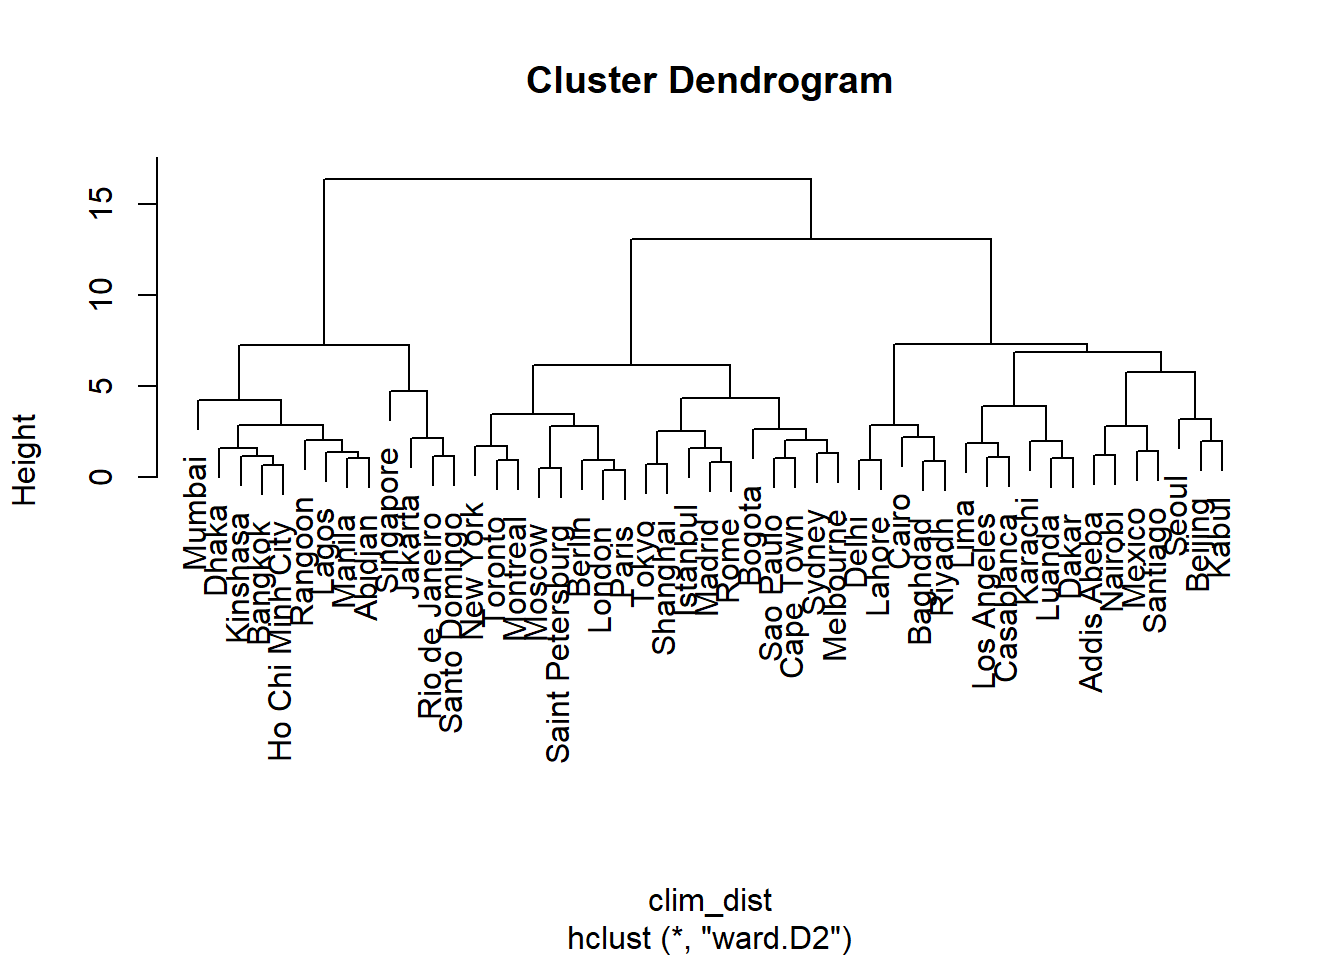 Cluster Dendrogram
Height
15
10
5
0
Mumbai
Dhaka
Kinshasa
Bangkok
Ho Chi Minh City
Rangoon
Lagos
Manila
Abdjan
Singapore
Jakarta
Rio de Janeiro
Santo Domingo
New York
Toronto
Montreal
Moscow
Saint Petersburg
Berlin
London
Paris
Tokyo
Shanghai
Istanbul
Madrid
Rome
Bogota
Sao Paulo
Cape Town
Sydney
Melbourne
Delhi
Lahore
Cairo
Baghdad
Riyadh
Lima
Los Angeles
Casablanca
Karachi
Luanda
Dakar
Addis Abeba
Nairobi
Mexico
Santiago
Seoul
Beijing
Kabul
clim_dist
hclust (*, "ward.D2")